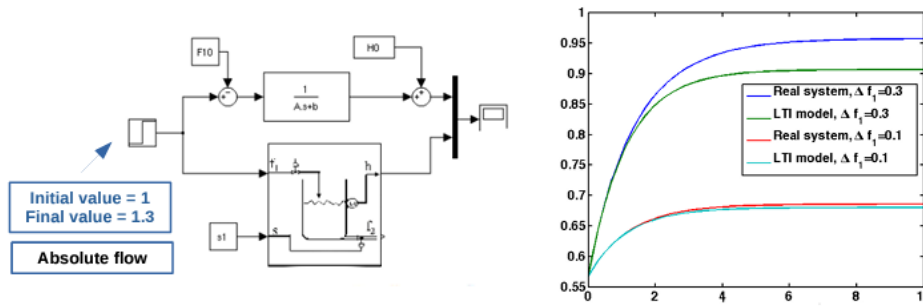 F10
H0
1
A.s+b
f1
h
s
f2
s1
Initial value = 1
Final value = 1.3
Absolute flow
1
0.95
0.9
0.85
0.8
0.75
0.7
0.65
0.6
0.55
0
2
4
6
8
10
Real system, Δ f1=0.3
LTI model, Δ f1=0.3
Real system, Δ f1=0.1
LTI model, Δ f1=0.1